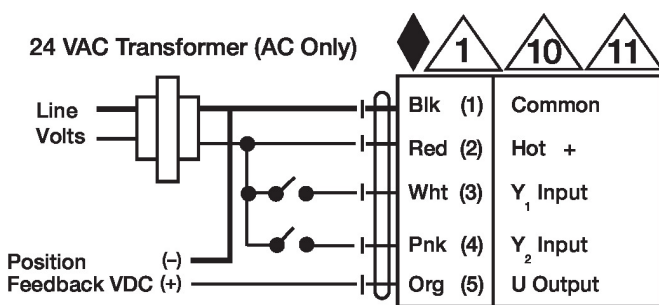 24 VAC Transformer (AC Only)
1
10
11
Line
Volts
Blk (1) Common
Red (2) Hot +
Wht (3) Y1 Input
Pnk (4) Y2 Input
Org (5) U Output
Position (-)
Feedback VDC (+)